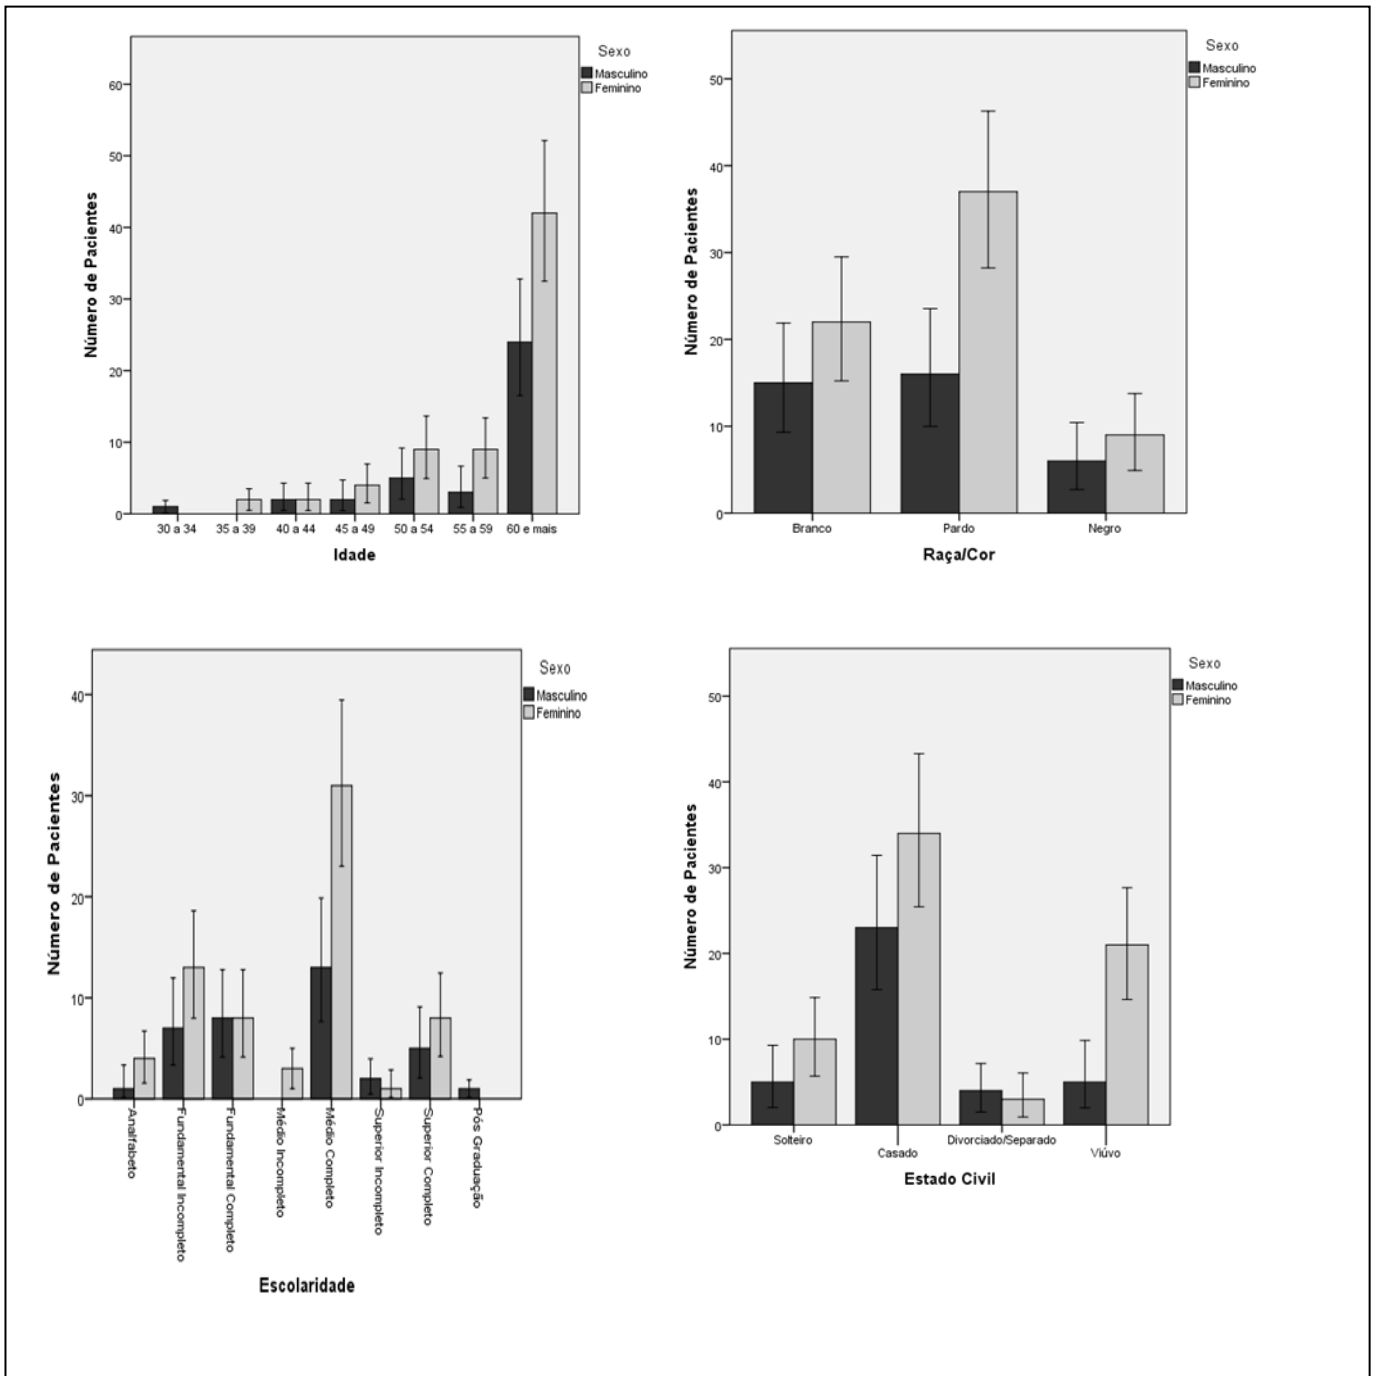 Sexo
Masculino
Feminino
Número de Pacientes
60
50
40
30
20
10
0
30 a 34 35 a 39 40 a 44 45 a 49 50 a 54 55 a 59 60 e mais
Idade
Sexo
Masculino
Feminino
Número de Pacientes
50
40
30
20
10
0
Branco Pardo Negro
Raça/Cor
Sexo
Masculino
Feminino
Número de Pacientes
40
30
20
10
0
Analfabeto
Fundamental Incompleto
Fundamental Completo
Médio Incompleto
Médio Completo
Superior Incompleto
Superior Completo
Pós Graduação
Escolaridade
Sexo
Masculino
Feminino
Número de Pacientes
50
40
30
20
10
0
Solteiro Casado Divorciado/Separado Viúvo
Estado Civil